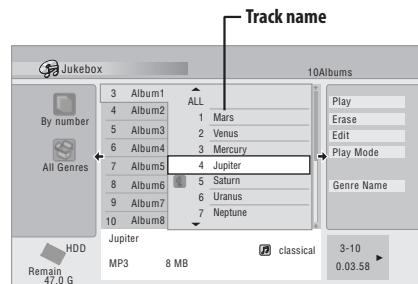 Track name
Jukebox
10Albums
By number
All Genres
3 Album1
4 Album2
5 Album3
6 Album4
7 Album5
8 Album6
9 Album7
10 Album8
ALL
1 Mars
2 Venus
3 Mercury
4 Jupiter
5 Saturn
6 Uranus
7 Neptune
Play
Erase
Edit
Play Mode
Genre Name
HDD
Remain
47.0 G
Jupiter
MP3 8 MB
classical
3-10
0.03.58